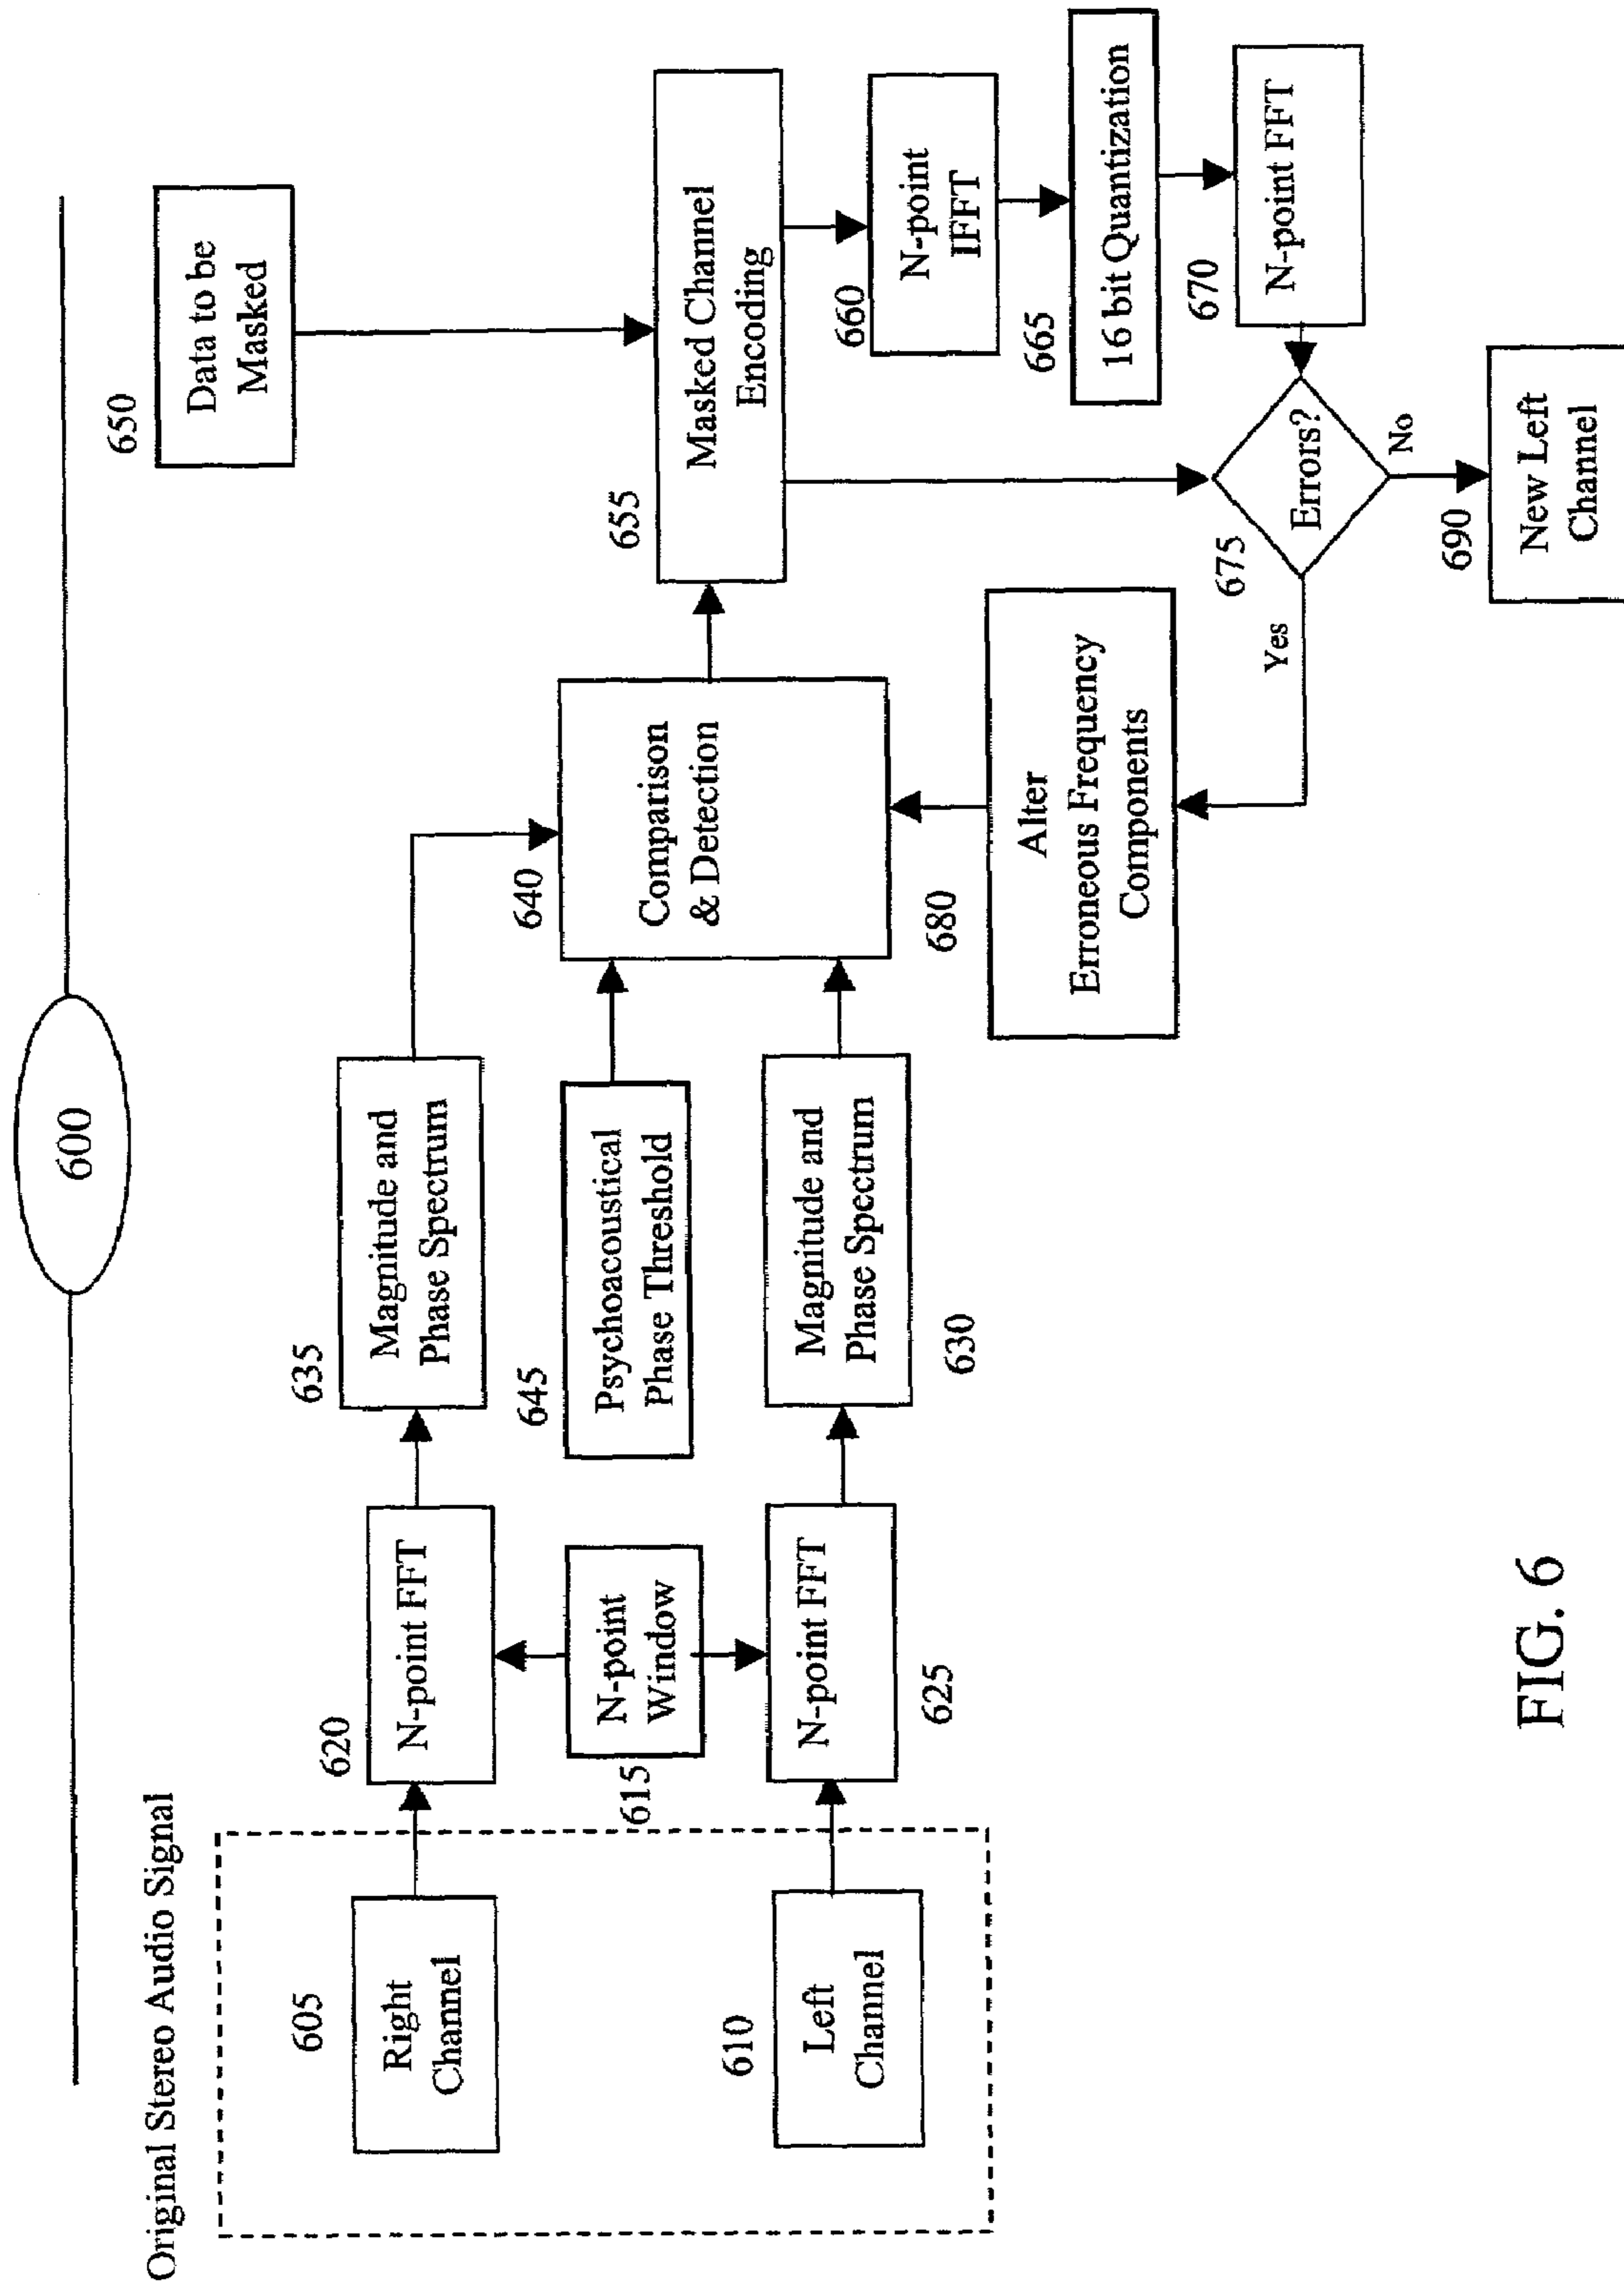 600
Original Stereo Audio Signal
605
Right
Channel
610
Left
Channel
620
N-point FFT
615
N-point
Window
N-point FFT
625
635
Magnitude and
Phase Spectrum
645
Psychoacoustical
Phase Threshold
Magnitude and
Phase Spectrum
630
640
Comparison
& Detection
680
Alter
Erroneous Frequency
Components
650
Data to be
Masked
655
Masked Channel
Encoding
660
N-point
IFFT
665
16 bit Quantization
670
N-point FFT
675
Errors?
Yes
No
690
New Left
Channel
FIG. 6